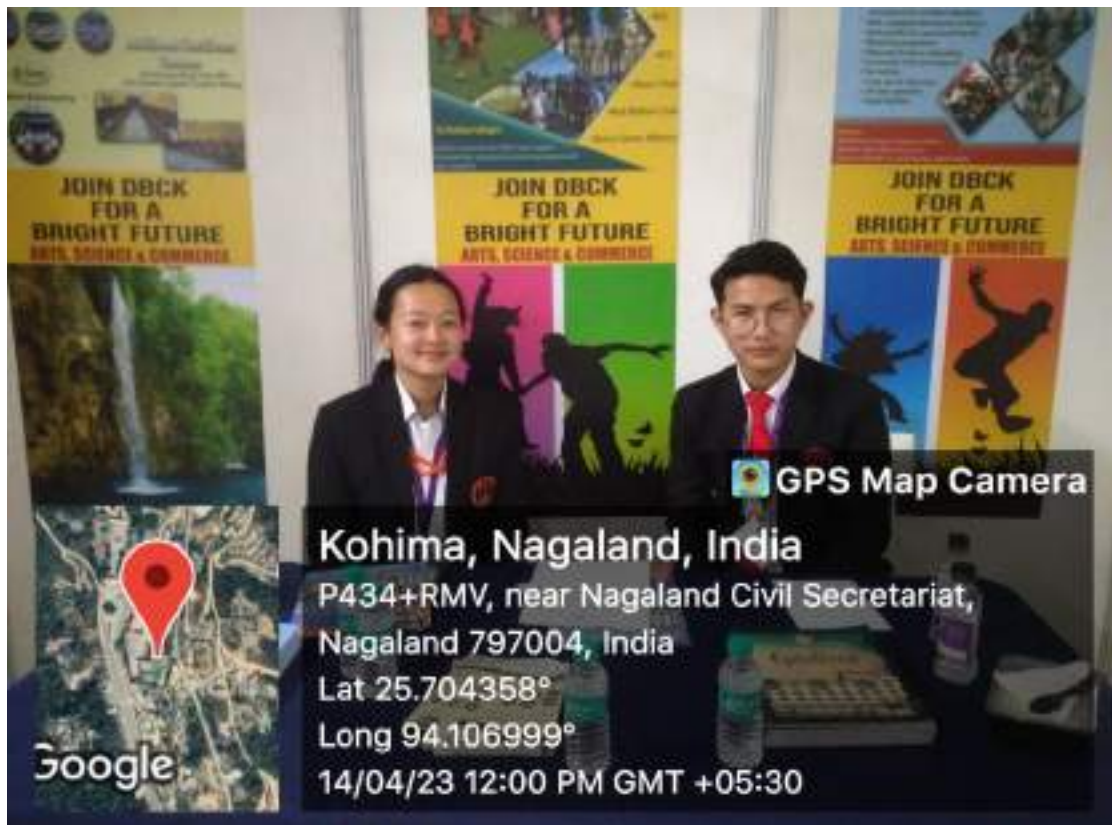 JOIN DBCK
FOR A
BRIGHT FUTURE
ARTS, SCIENCE & COMMERCE
JOIN DBCK
FOR A
BRIGHT FUTURE
ARTS, SCIENCE & COMMERCE
JOIN DBCK
FOR A
BRIGHT FUTURE
ARTS, SCIENCE & COMMERCE
GPS Map Camera
Kohima, Nagaland, India
P434+RMV, near Nagaland Civil Secretariat,
Nagaland 797004, India
Lat 25.704358°
Long 94.106999°
14/04/23 12:00 PM GMT +05:30
Google